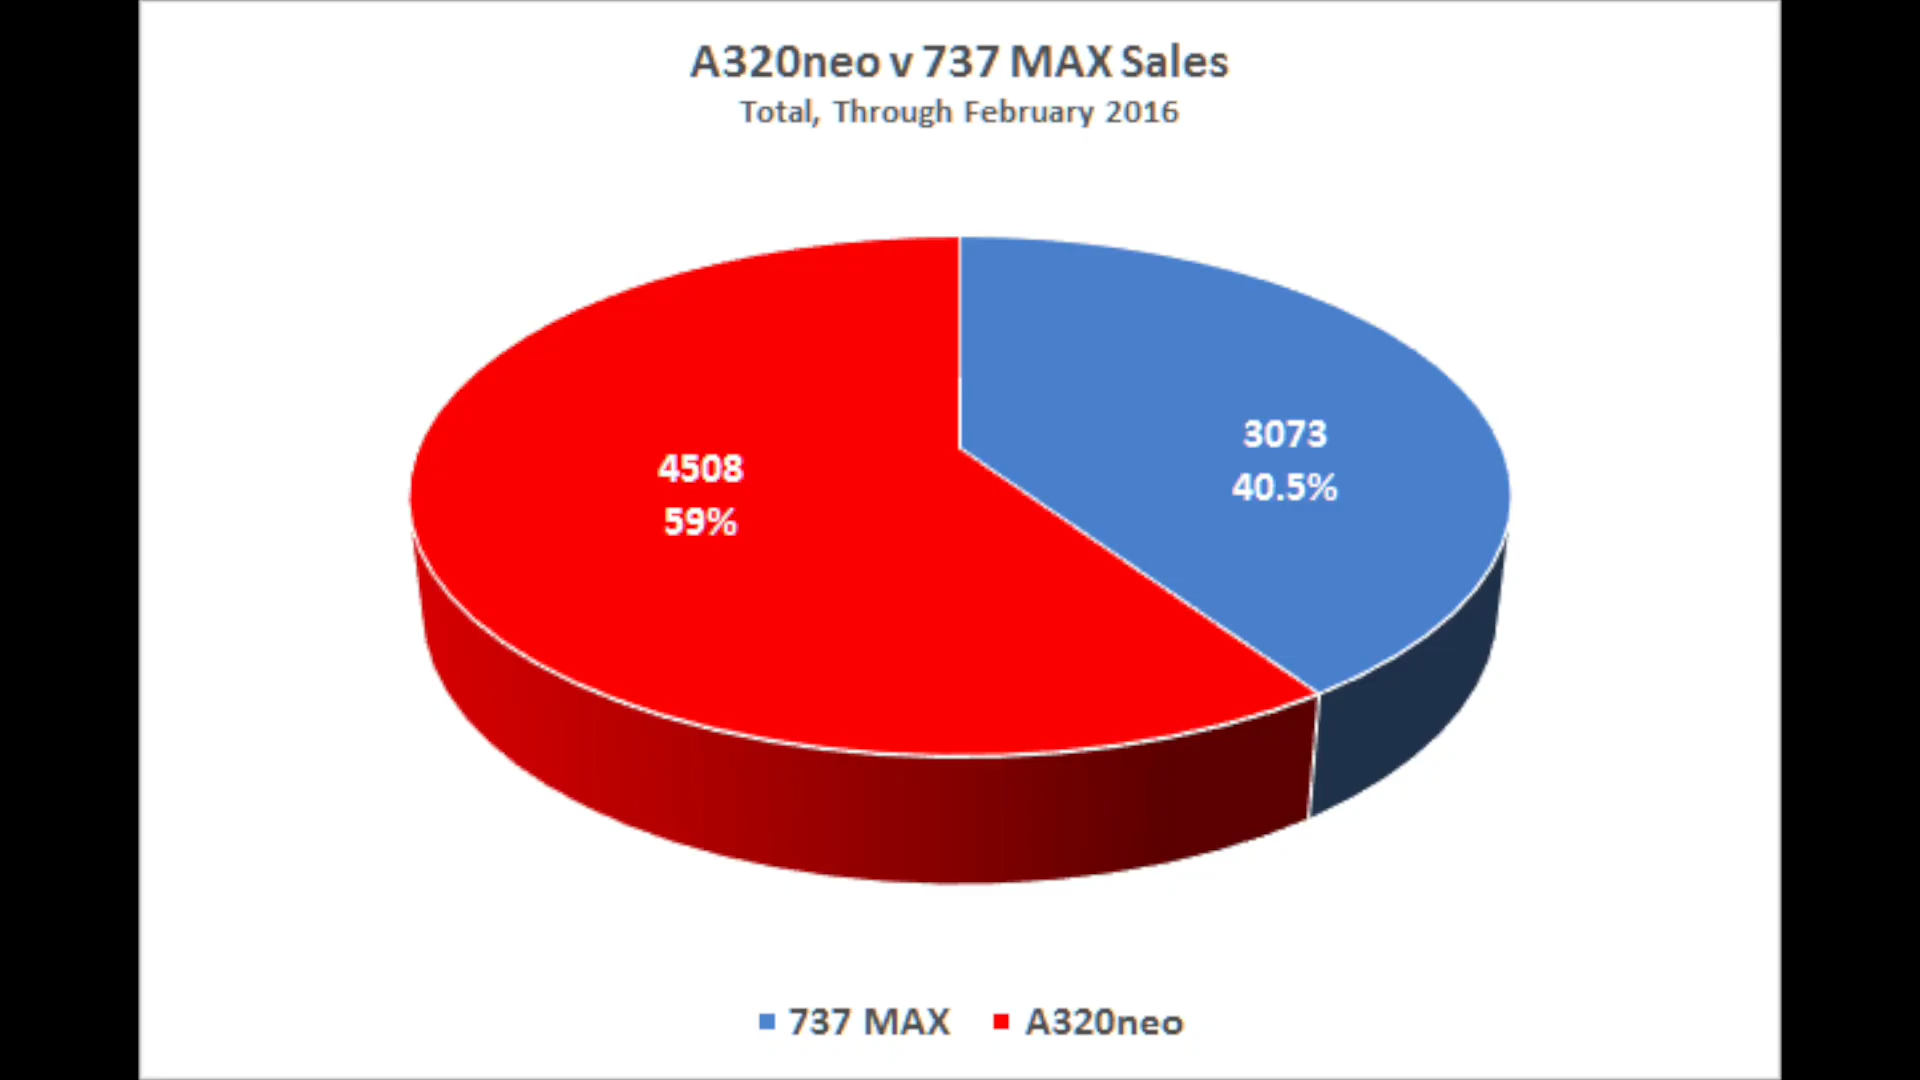 A320neo v 737 MAX Sales
Total, Through February 2016
3073
40.5%
4508
59%
737 MAX
A320neo